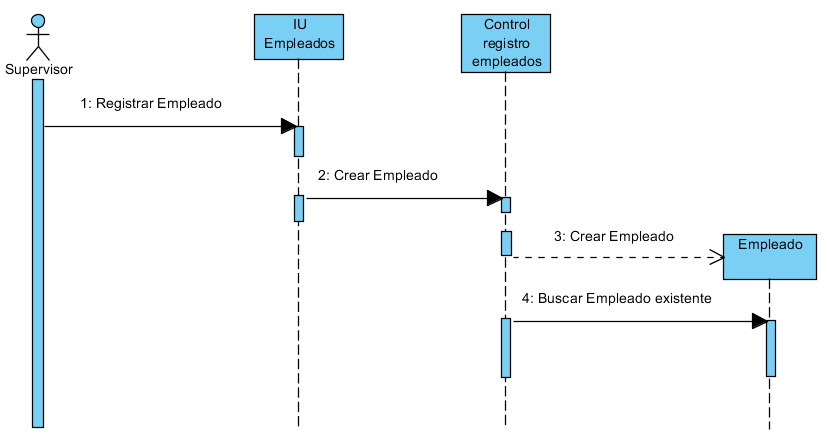 IU
Empleados
Control
registro
empleados
Supervisor
1: Registrar Empleado
2: Crear Empleado
3: Crear Empleado
Empleado
4: Buscar Empleado existente